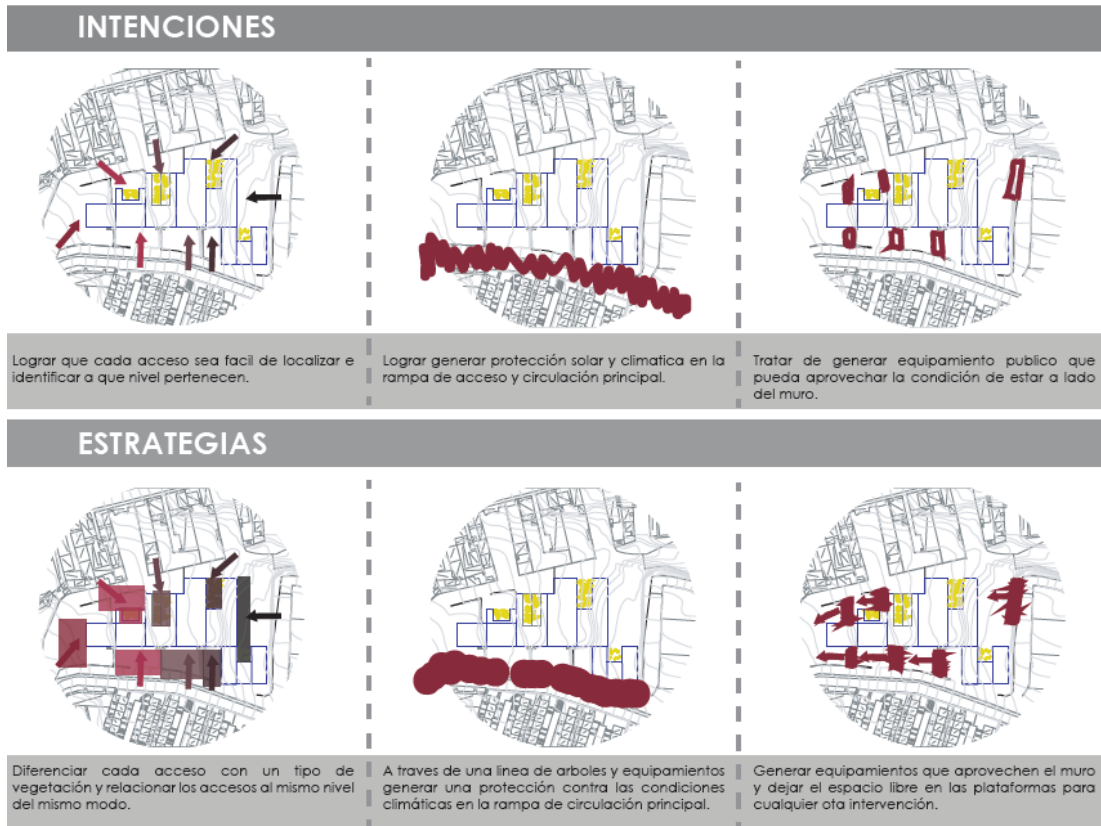 INTENCIONES
Lograr que cada acceso sea facil de localizar e
identificar a que nivel pertenecen.
Lograr generar protección solar y climatica en la
rampa de acceso y circulación principal.
Tratar de generar equipamiento publico que
pueda aprovechar la condición de estar a lado
del muro.
ESTRATEGIAS
Diferenciar cada acceso con un tipo de
vegetación y relacionar los accesos al mismo nivel
del mismo modo.
A traves de una linea de arboles y equipamientos
generar una protección contra las condiciones
climáticas en la rampa de circulación principal.
Generar equipamientos que aprovechen el muro
y dejar el espacio libre en las plataformas para
cualquier ota intervención.